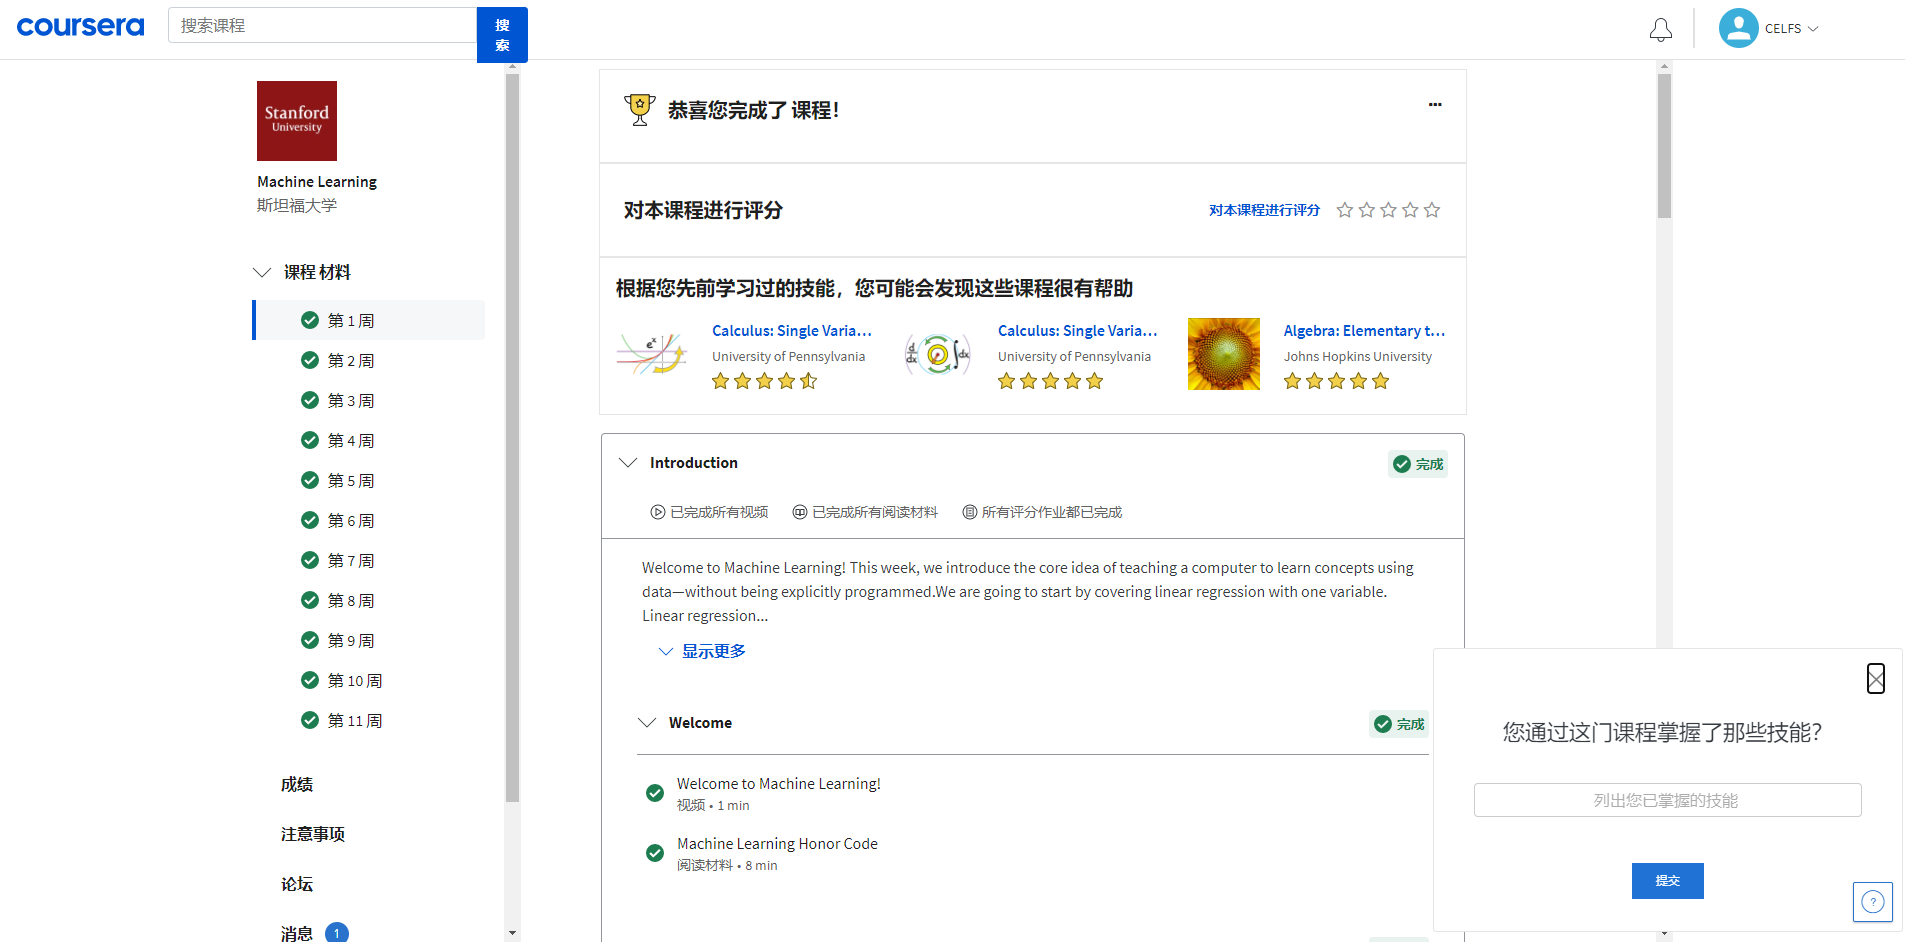 coursera
搜索课程
搜
索
CELFS
Stanford
University
Machine Learning
斯坦福大学
课程材料
第 1 周
第 2 周
第 3 周
第 4 周
第 5 周
第 6 周
第 7 周
第 8 周
第 9 周
第 10 周
第 11 周
成绩
注意事项
论坛
消息 1
恭喜您完成了 课程！
对本课程进行评分
对本课程进行评分
根据您先前学习过的技能，您可能会发现这些课程很有帮助
e^x
Calculus: Single Varia...
University of Pennsylvania
d/dx ∫dx
Calculus: Single Varia...
University of Pennsylvania
Algebra: Elementary t...
Johns Hopkins University
Introduction
完成
已完成所有视频 已完成所有阅读材料 所有评分作业都已完成
Welcome to Machine Learning! This week, we introduce the core idea of teaching a computer to learn concepts using
data—without being explicitly programmed.We are going to start by covering linear regression with one variable.
Linear regression...
显示更多
Welcome
完成
Welcome to Machine Learning!
视频 • 1 min
Machine Learning Honor Code
阅读材料 • 8 min
您通过这门课程掌握了那些技能？
列出您已掌握的技能
提交
?